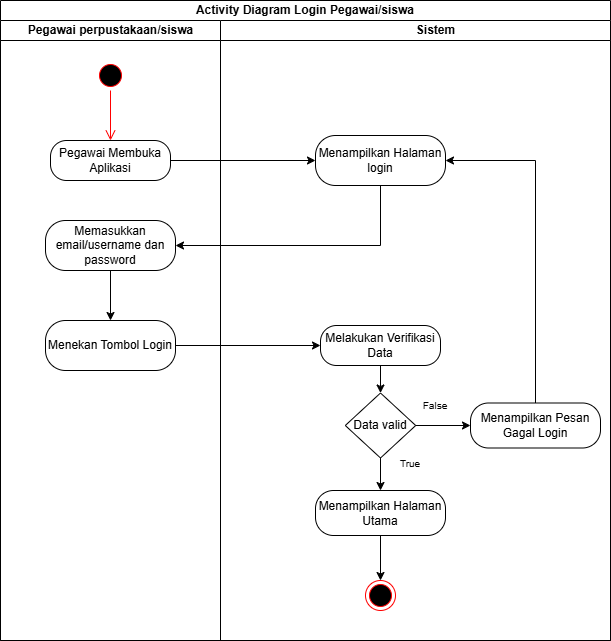 Activity Diagram Login Pegawai/siswa
Pegawai perpustakaan/siswa
Sistem
Pegawai Membuka
Aplikasi
Menampilkan Halaman
login
Memasukkan
email/username dan
password
Menekan Tombol Login
Melakukan Verifikasi
Data
Data valid
False
Menampilkan Pesan
Gagal Login
True
Menampilkan Halaman
Utama